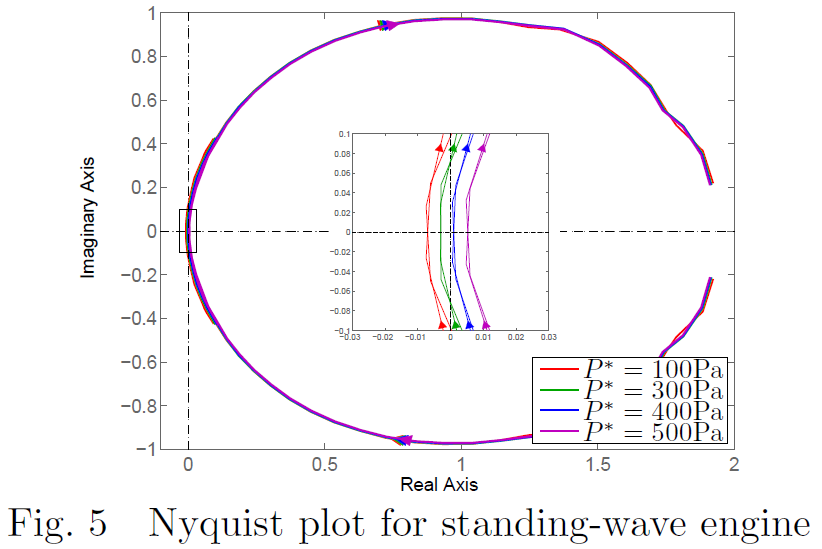 1
0.8
0.6
0.4
0.2
0
−0.2
−0.4
−0.6
−0.8
−1
Imaginary Axis
0.1
0.08
0.06
0.04
0.02
0
−0.02
−0.04
−0.06
−0.08
−0.1
−0.03 −0.02 −0.01 0 0.01 0.02 0.03
P* = 100Pa
P* = 300Pa
P* = 400Pa
P* = 500Pa
0 0.5 1 1.5 2
Real Axis
Fig. 5 Nyquist plot for standing-wave engine